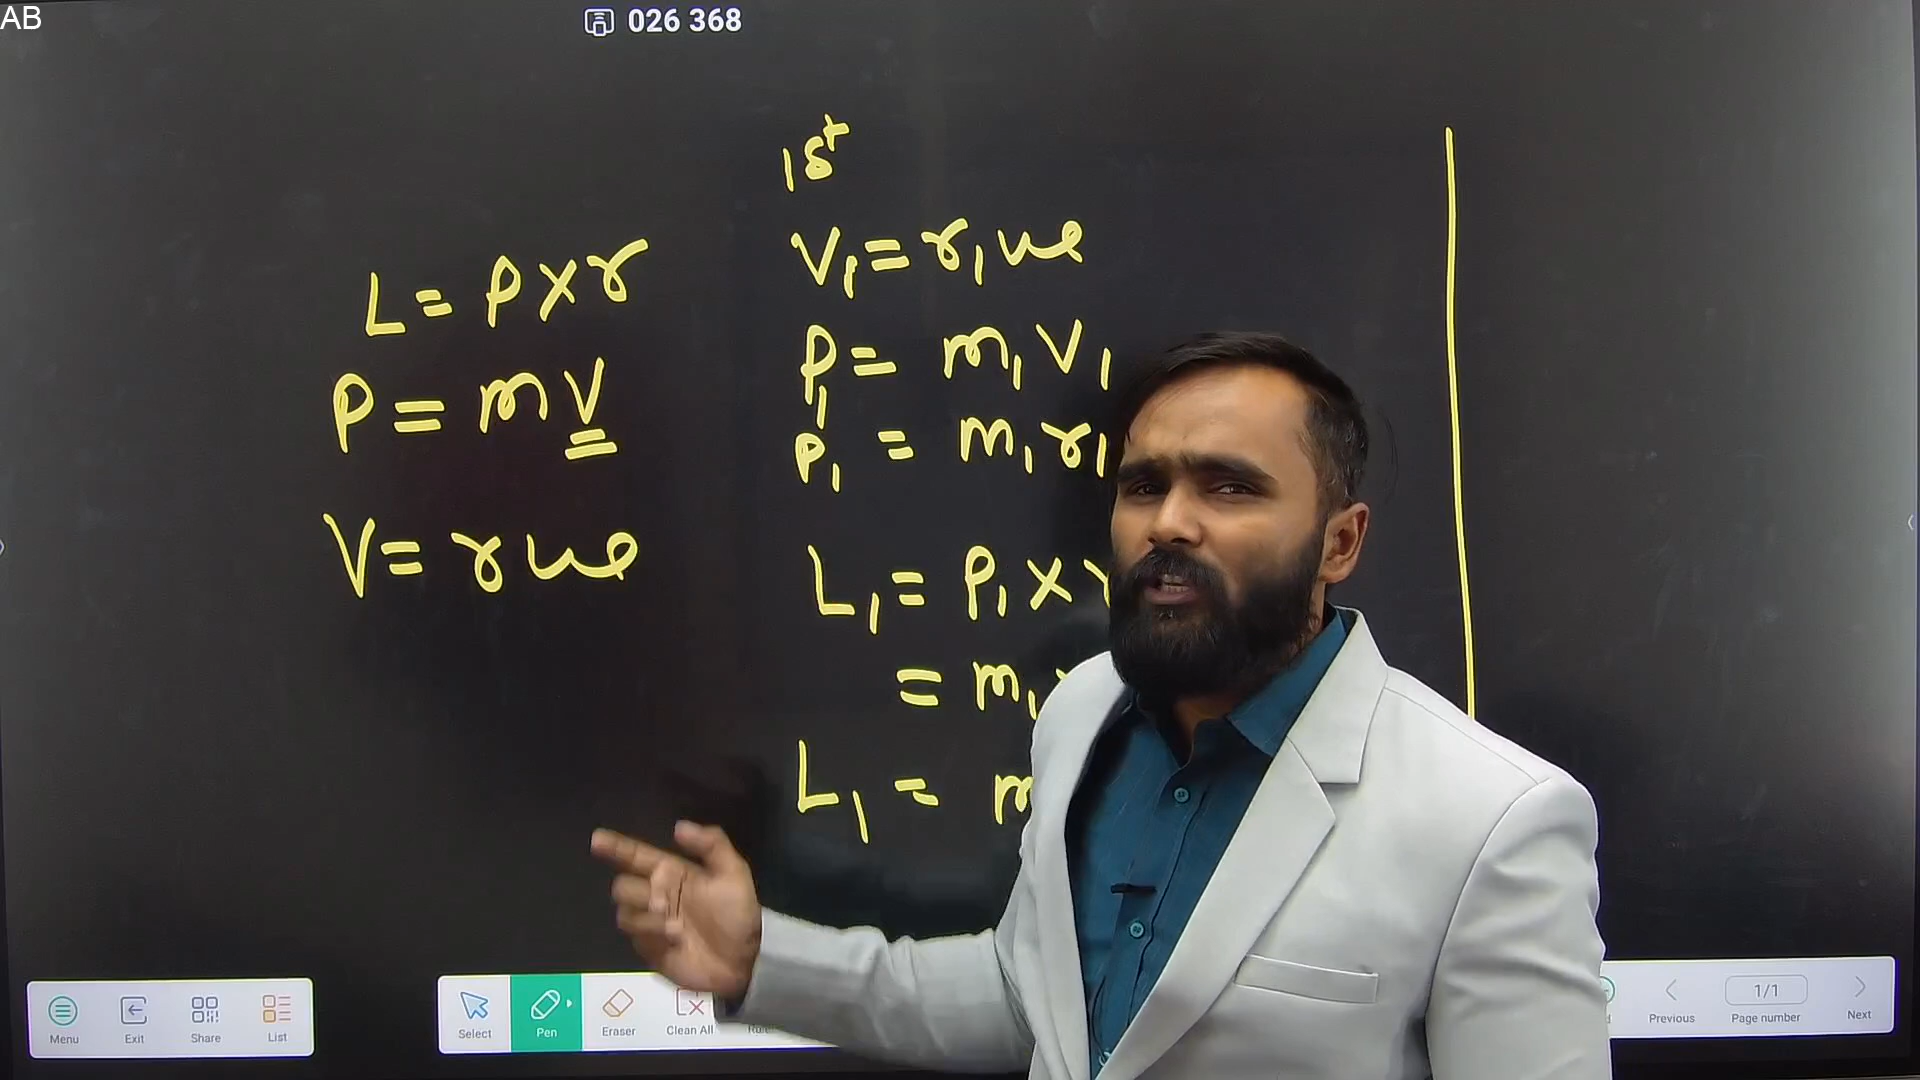 AB
026 368
1st
L = P x r
P = m V
V = r ω
V1 = r1 ω
P1 = m1 V1
P1 = m1 r1
L1 = P1 x
= m1
L1 = m
Menu Exit Share List
Select Pen Eraser Clean All
Previous 1/1 Page number Next